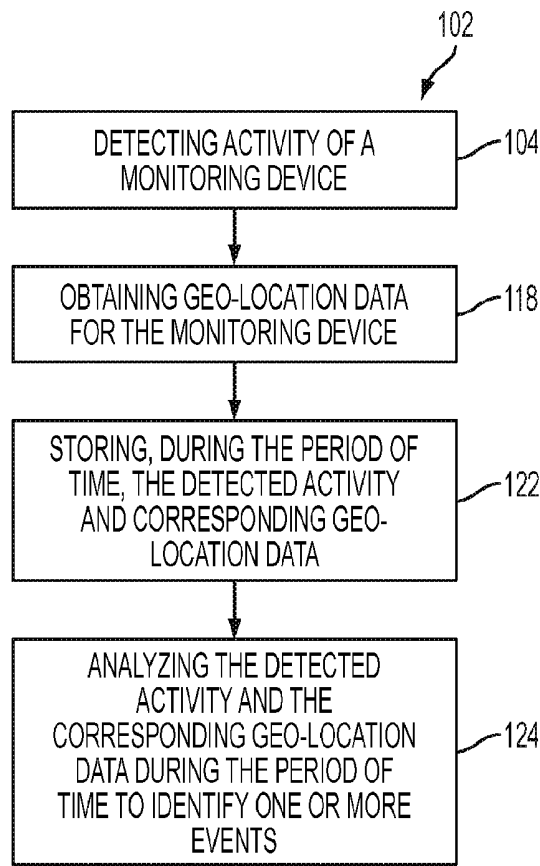 102
DETECTING ACTIVITY OF A
MONITORING DEVICE
104
OBTAINING GEO-LOCATION DATA
FOR THE MONITORING DEVICE
118
STORING, DURING THE PERIOD OF
TIME, THE DETECTED ACTIVITY
AND CORRESPONDING GEO-
LOCATION DATA
122
ANALYZING THE DETECTED
ACTIVITY AND THE
CORRESPONDING GEO-LOCATION
DATA DURING THE PERIOD OF
TIME TO IDENTIFY ONE OR MORE
EVENTS
124